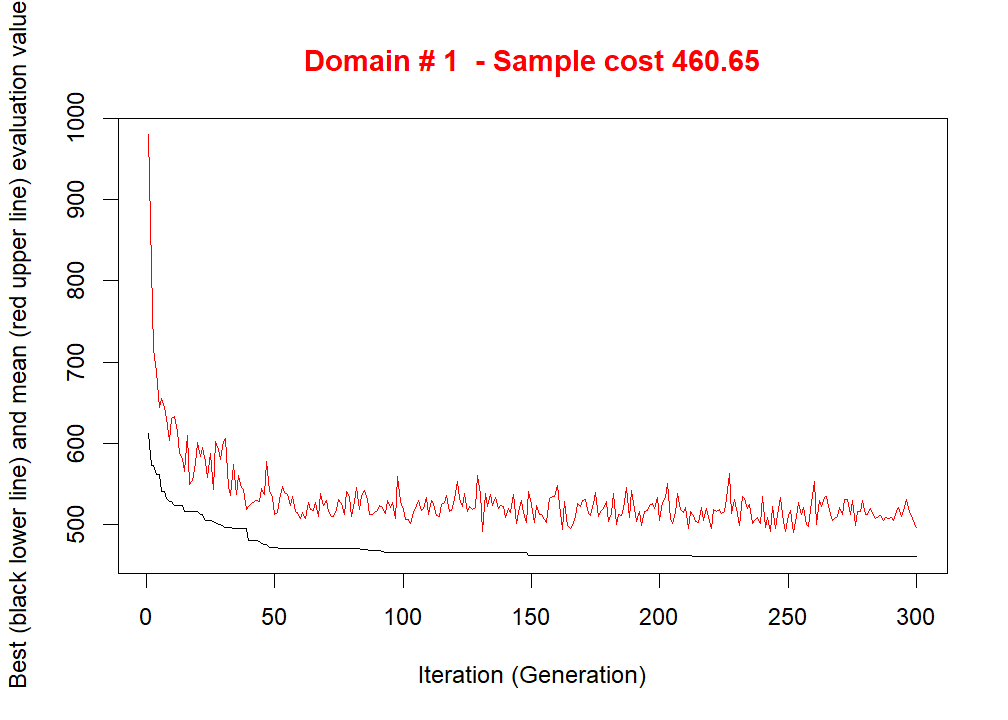 Domain # 1  - Sample cost 460.65
Best (black lower line) and mean (red upper line) evaluation value
1000
900
800
700
600
500
0 50 100 150 200 250 300
Iteration (Generation)